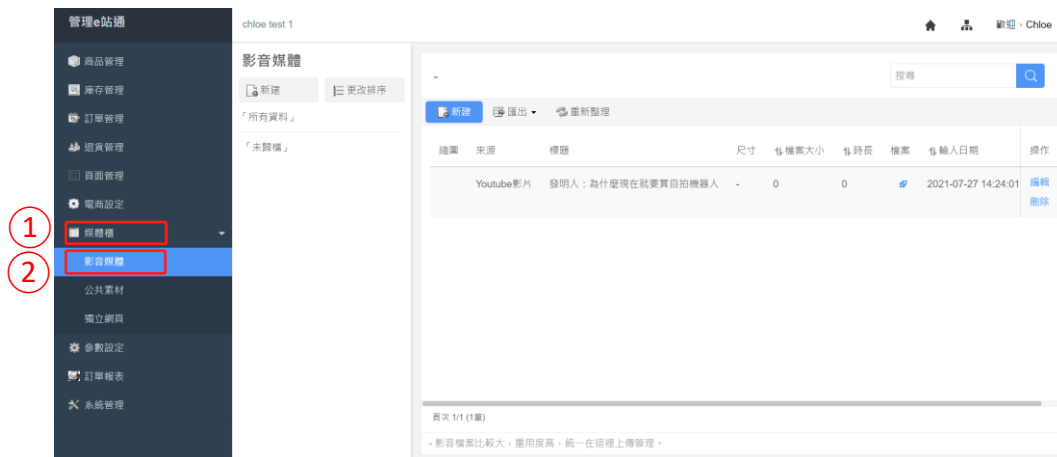 管理e站通
chloe test 1
歡迎，Chloe
商品管理
庫存管理
訂單管理
退貨管理
頁面管理
電商設定
① 媒體櫃
② 影音媒體
公共素材
獨立網頁
參數設定
訂單報表
系統管理
影音媒體
新建 更改排序
「所有資料」
「未歸檔」
-
搜尋
新建 匯出 重新整理
縮圖 來源 標題 尺寸 檔案大小 時長 檔案 輸入日期 操作
Youtube影片 發明人：為什麼現在就要買自拍機器人 - 0 0 2021-07-27 14:24:01 編輯
刪除
頁次 1/1 (1筆)
- 影音檔案比較大，重用度高，統一在這裡上傳管理。